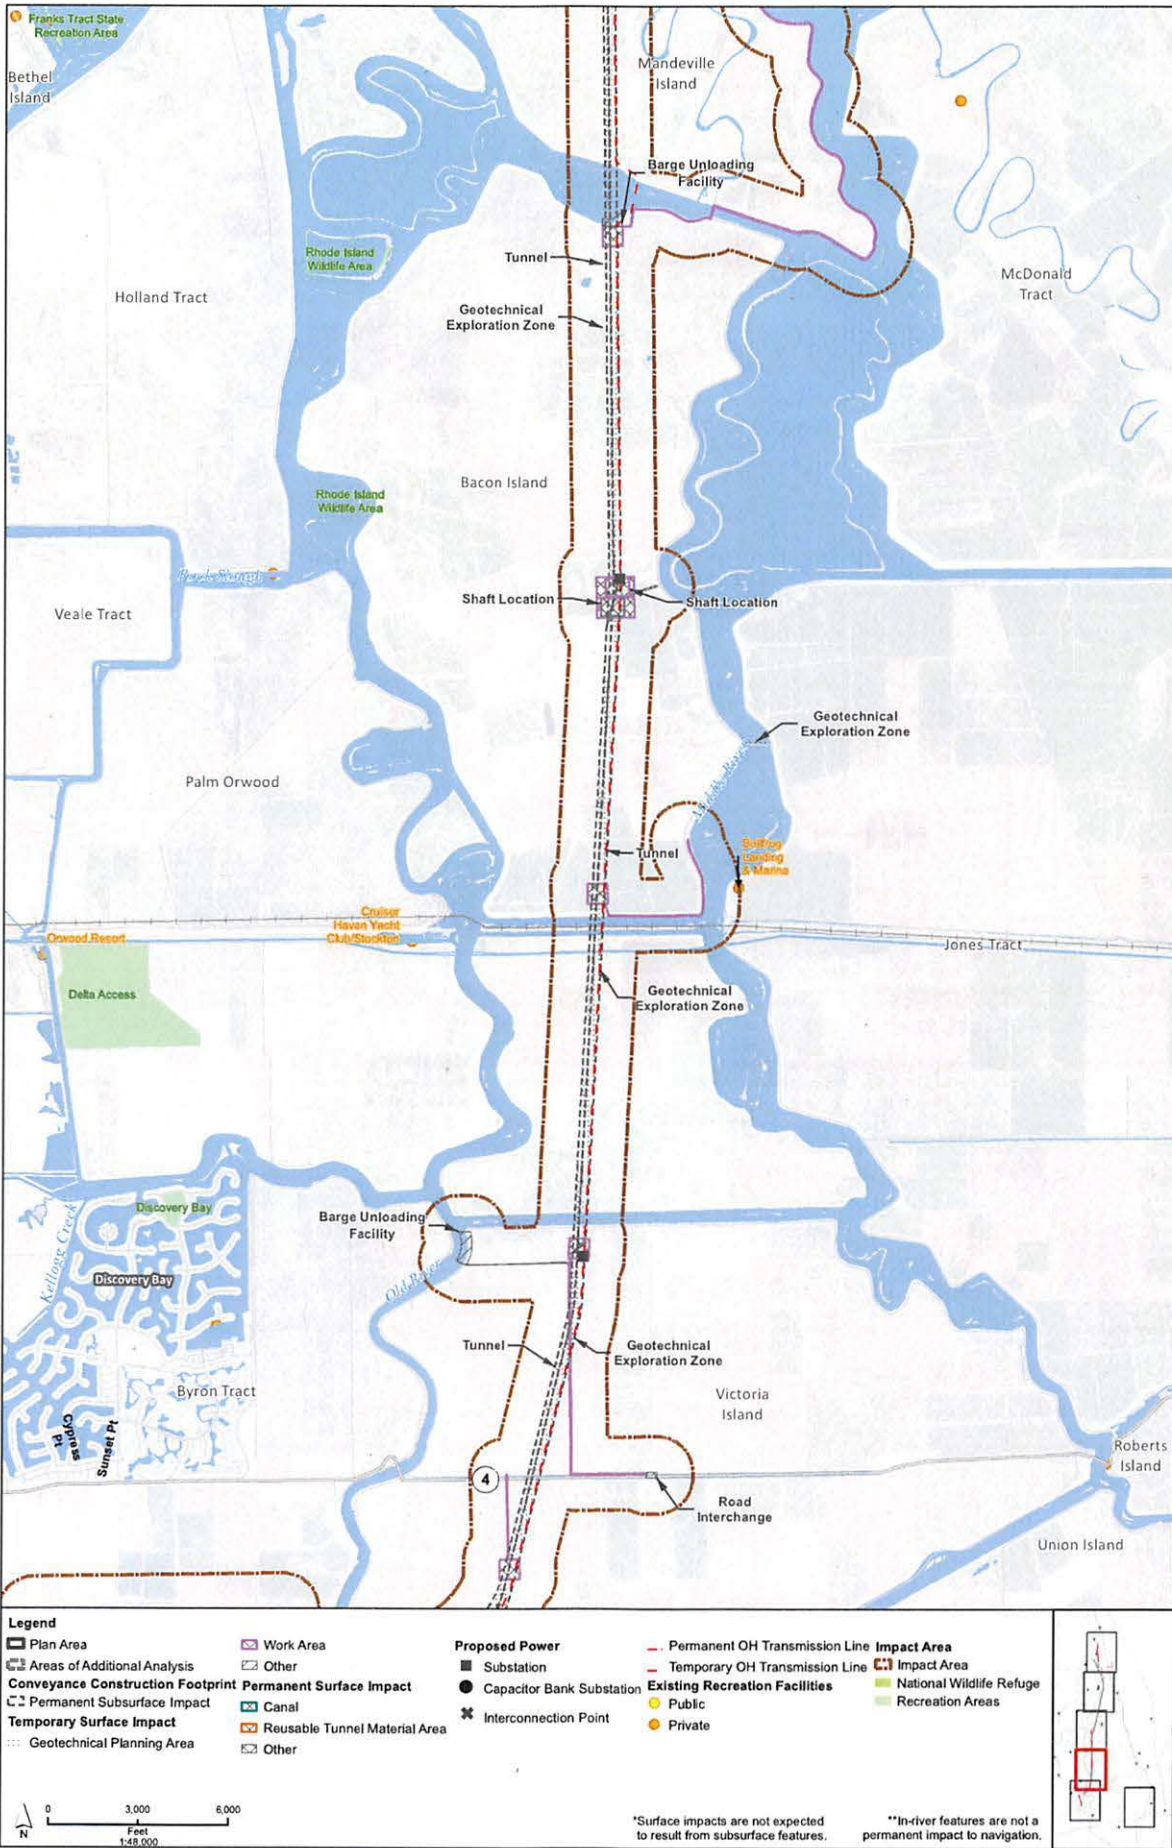 Franks Tract State
Recreation Area
Bethel
Island
Mandeville
Island
Barge Unloading
Facility
Rhode Island
Wildlife Area
Tunnel
McDonald
Tract
Holland Tract
Geotechnical
Exploration Zone
Bacon Island
Rhode Island
Wildlife Area
Shaft Location
Shaft Location
Veale Tract
Geotechnical
Exploration Zone
Palm Orwood
Tunnel
Bullfrog
Landing
& Marina
Cruiser
Haven Yacht
Club/Stockton
Orwood Resort
Jones Tract
Delta Access
Geotechnical
Exploration Zone
Discovery Bay
Kellogg Creek
Barge Unloading
Facility
Discovery Bay
Old River
Tunnel
Geotechnical
Exploration Zone
Byron Tract
Victoria
Island
Cypress
Pt
Sunset Pt
Roberts
Island
4
Road
Interchange
Union Island
Legend
Plan Area
Areas of Additional Analysis
Conveyance Construction Footprint
Permanent Subsurface Impact
Temporary Surface Impact
Geotechnical Planning Area
Work Area
Other
Permanent Surface Impact
Canal
Reusable Tunnel Material Area
Other
Proposed Power
Substation
Capacitor Bank Substation
Interconnection Point
Permanent OH Transmission Line
Temporary OH Transmission Line
Existing Recreation Facilities
Public
Private
Impact Area
Impact Area
National Wildlife Refuge
Recreation Areas
N
0 3,000 6,000
Feet
1:48,000
*Surface impacts are not expected
to result from subsurface features.
**In-river features are not a
permanent impact to navigation.